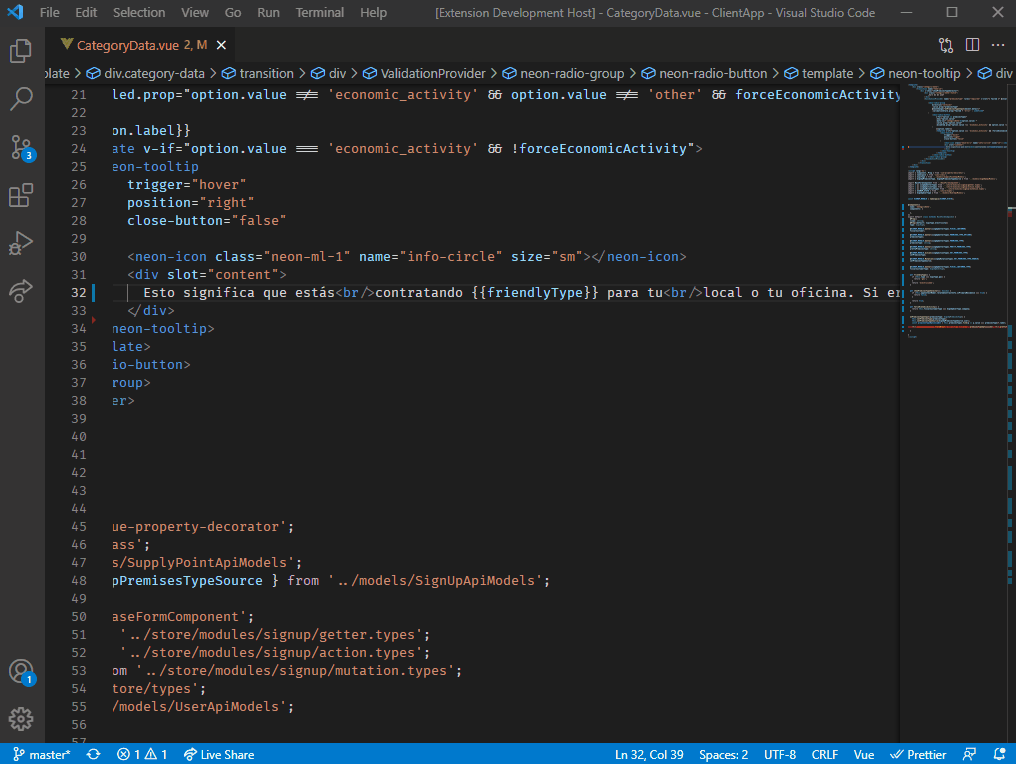 File Edit Selection View Go Run Terminal Help [Extension Development Host] - CategoryData.vue - ClientApp - Visual Studio Code
CategoryData.vue 2, M
plate > div.category-data > transition > div > ValidationProvider > neon-radio-group > neon-radio-button > template > neon-tooltip > div
21 led.prop="option.value !== 'economic_activity' && option.value !== 'other' && forceEconomicActivity
22
23 on.label}}
24 ate v-if="option.value === 'economic_activity' && !forceEconomicActivity">
25 eon-tooltip
26 trigger="hover"
27 position="right"
28 close-button="false"
29
30 <neon-icon class="neon-ml-1" name="info-circle" size="sm"></neon-icon>
31 <div slot="content">
32 Esto significa que estás<br/>contratando {{friendlyType}} para tu<br/>local o tu oficina. Si er
33 </div>
34 neon-tooltip>
35 late>
36 io-button>
37 roup>
38 er>
39
40
41
42
43
44
45 ue-property-decorator';
46 ass';
47 s/SupplyPointApiModels';
48 pPremisesTypeSource } from '../models/SignUpApiModels';
49
50 aseFormComponent';
51 '../store/modules/signup/getter.types';
52 '../store/modules/signup/action.types';
53 om '../store/modules/signup/mutation.types';
54 tore/types';
55 /models/UserApiModels';
56
57
3
1
master* 1 1 Live Share Ln 32, Col 39 Spaces: 2 UTF-8 CRLF Vue Prettier